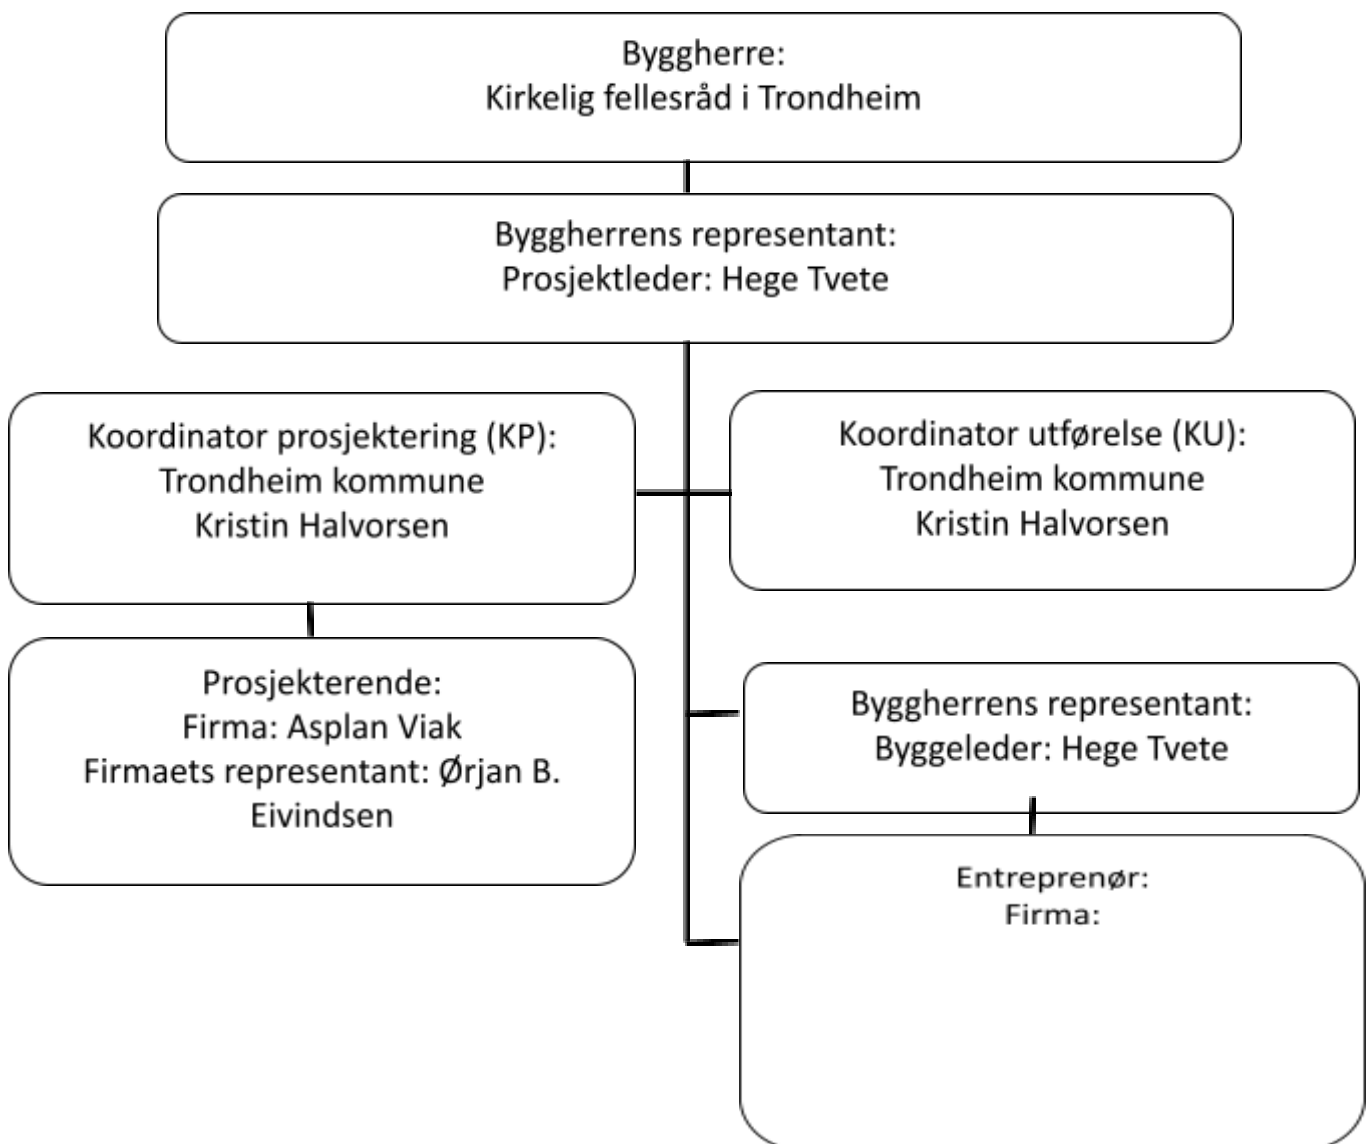 Byggherre:
Kirkelig fellesråd i Trondheim
Byggherrens representant:
Prosjektleder: Hege Tvete
Koordinator prosjektering (KP):
Trondheim kommune
Kristin Halvorsen
Koordinator utførelse (KU):
Trondheim kommune
Kristin Halvorsen
Prosjekterende:
Firma: Asplan Viak
Firmaets representant: Ørjan B.
Eivindsen
Byggherrens representant:
Byggeleder: Hege Tvete
Entreprenør:
Firma: